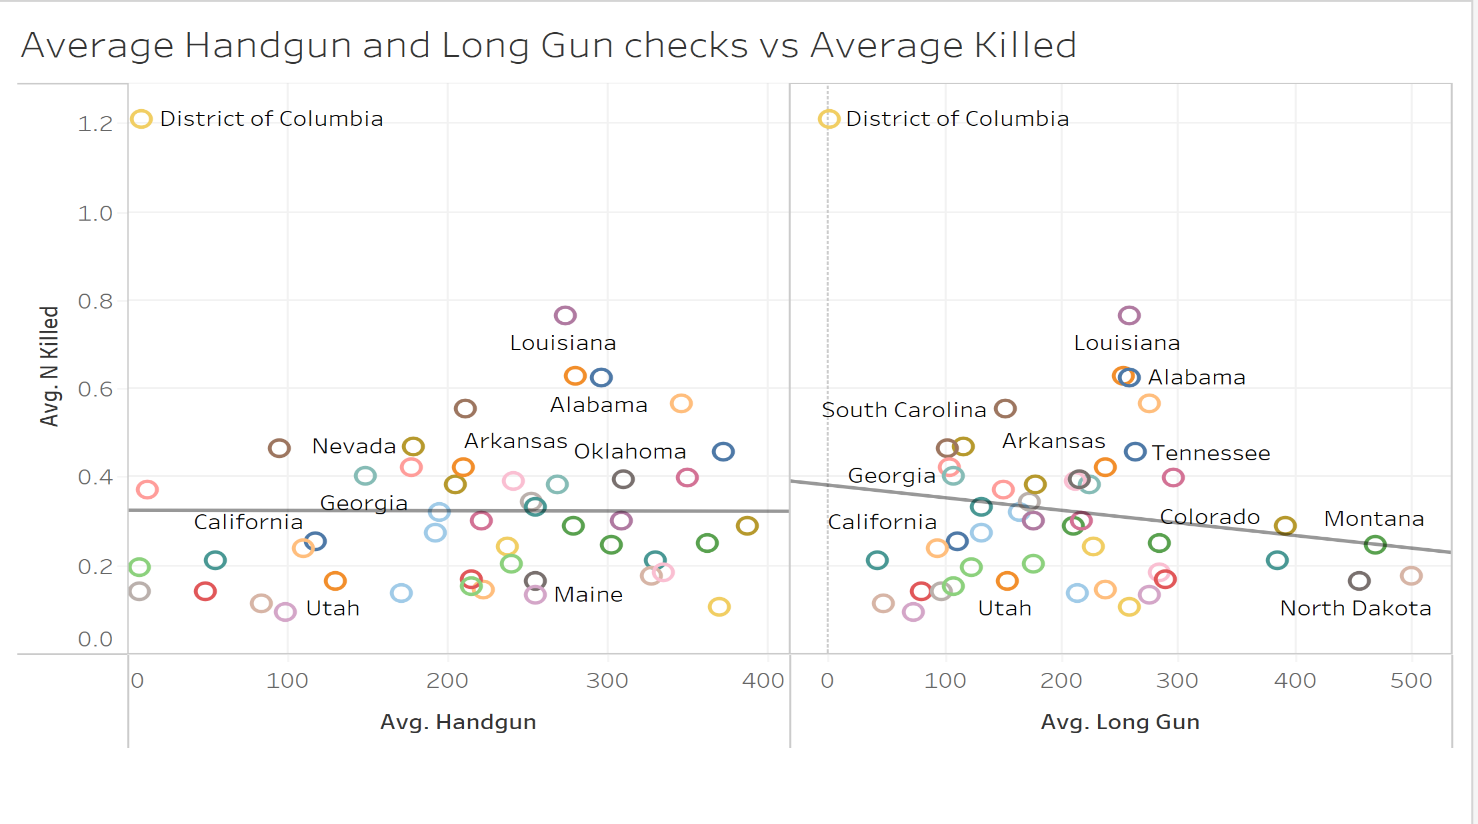 Average Handgun and Long Gun checks vs Average Killed
Avg. N Killed
1.2
1.0
0.8
0.6
0.4
0.2
0.0
District of Columbia
Louisiana
Alabama
Nevada
Arkansas
Oklahoma
Georgia
California
Utah
Maine
0
100
200
300
400
Avg. Handgun
District of Columbia
Louisiana
Alabama
South Carolina
Arkansas
Tennessee
Georgia
California
Colorado
Montana
Utah
North Dakota
0
100
200
300
400
500
Avg. Long Gun